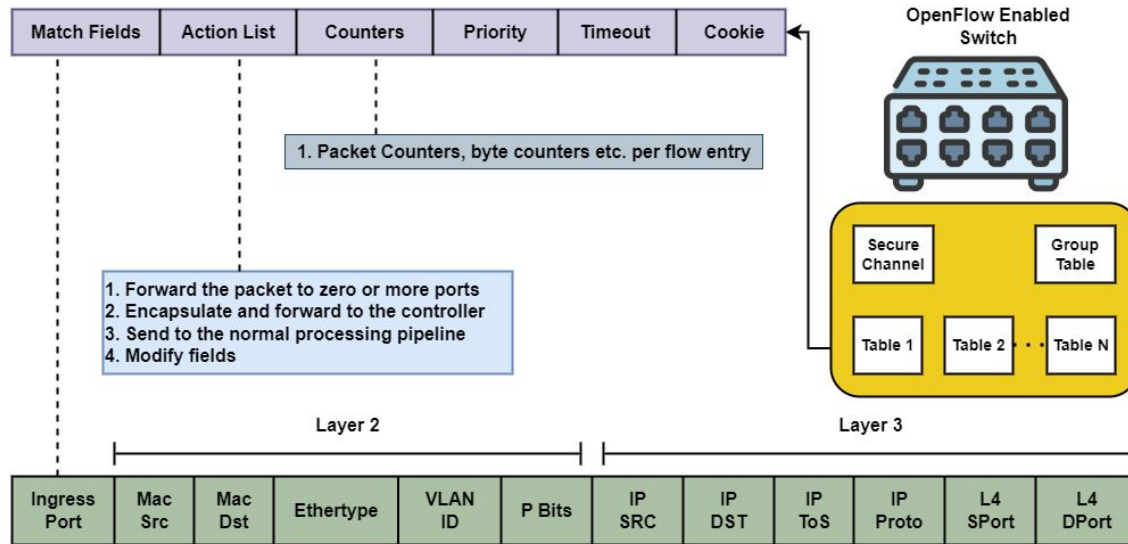 Match Fields Action List Counters Priority Timeout Cookie
OpenFlow Enabled
Switch
1. Packet Counters, byte counters etc. per flow entry
Secure
Channel
Group
Table
1. Forward the packet to zero or more ports
2. Encapsulate and forward to the controller
3. Send to the normal processing pipeline
4. Modify fields
Table 1 Table 2 Table N
Layer 2 Layer 3
Ingress
Port
Mac
Src
Mac
Dst
Ethertype
VLAN
ID
P Bits
IP
SRC
IP
DST
IP
ToS
IP
Proto
L4
SPort
L4
DPort